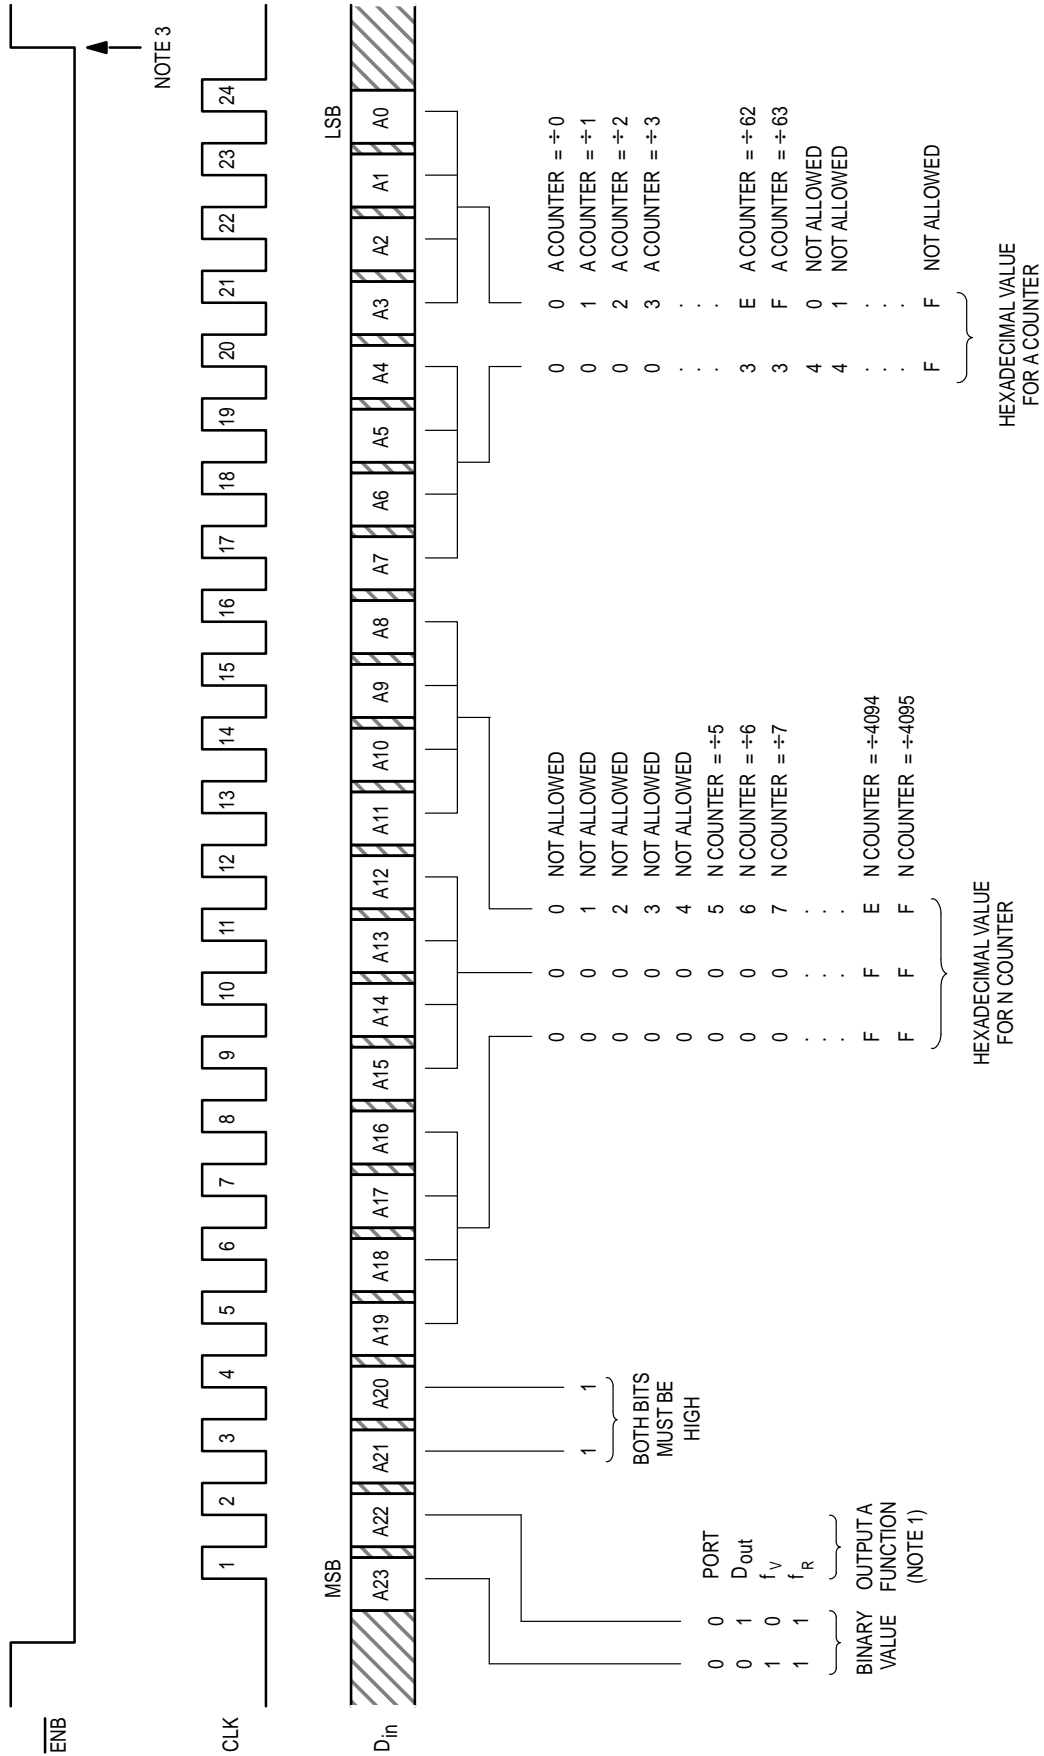 ENB
NOTE 3
CLK
1 2 3 4 5 6 7 8 9 10 11 12 13 14 15 16 17 18 19 20 21 22 23 24
MSB
LSB
Din
A23 A22 A21 A20 A19 A18 A17 A16 A15 A14 A13 A12 A11 A10 A9 A8 A7 A6 A5 A4 A3 A2 A1 A0
0 0 PORT
0 1 Dout
1 0 fV
1 1 fR
BINARY
VALUE
OUTPUT A
FUNCTION
(NOTE 1)
1 1
BOTH BITS
MUST BE
HIGH
0 0 0 NOT ALLOWED
0 0 1 NOT ALLOWED
0 0 2 NOT ALLOWED
0 0 3 NOT ALLOWED
0 0 4 NOT ALLOWED
0 0 5 N COUNTER = ÷5
0 0 6 N COUNTER = ÷6
0 0 7 N COUNTER = ÷7
. . .
. . .
. . .
F F E N COUNTER = ÷4094
F F F N COUNTER = ÷4095
HEXADECIMAL VALUE
FOR N COUNTER
0 0 A COUNTER = ÷0
0 1 A COUNTER = ÷1
0 2 A COUNTER = ÷2
0 3 A COUNTER = ÷3
. .
. .
. .
3 E A COUNTER = ÷62
3 F A COUNTER = ÷63
4 0 NOT ALLOWED
4 1 NOT ALLOWED
. .
. .
. .
F F NOT ALLOWED
HEXADECIMAL VALUE
FOR A COUNTER